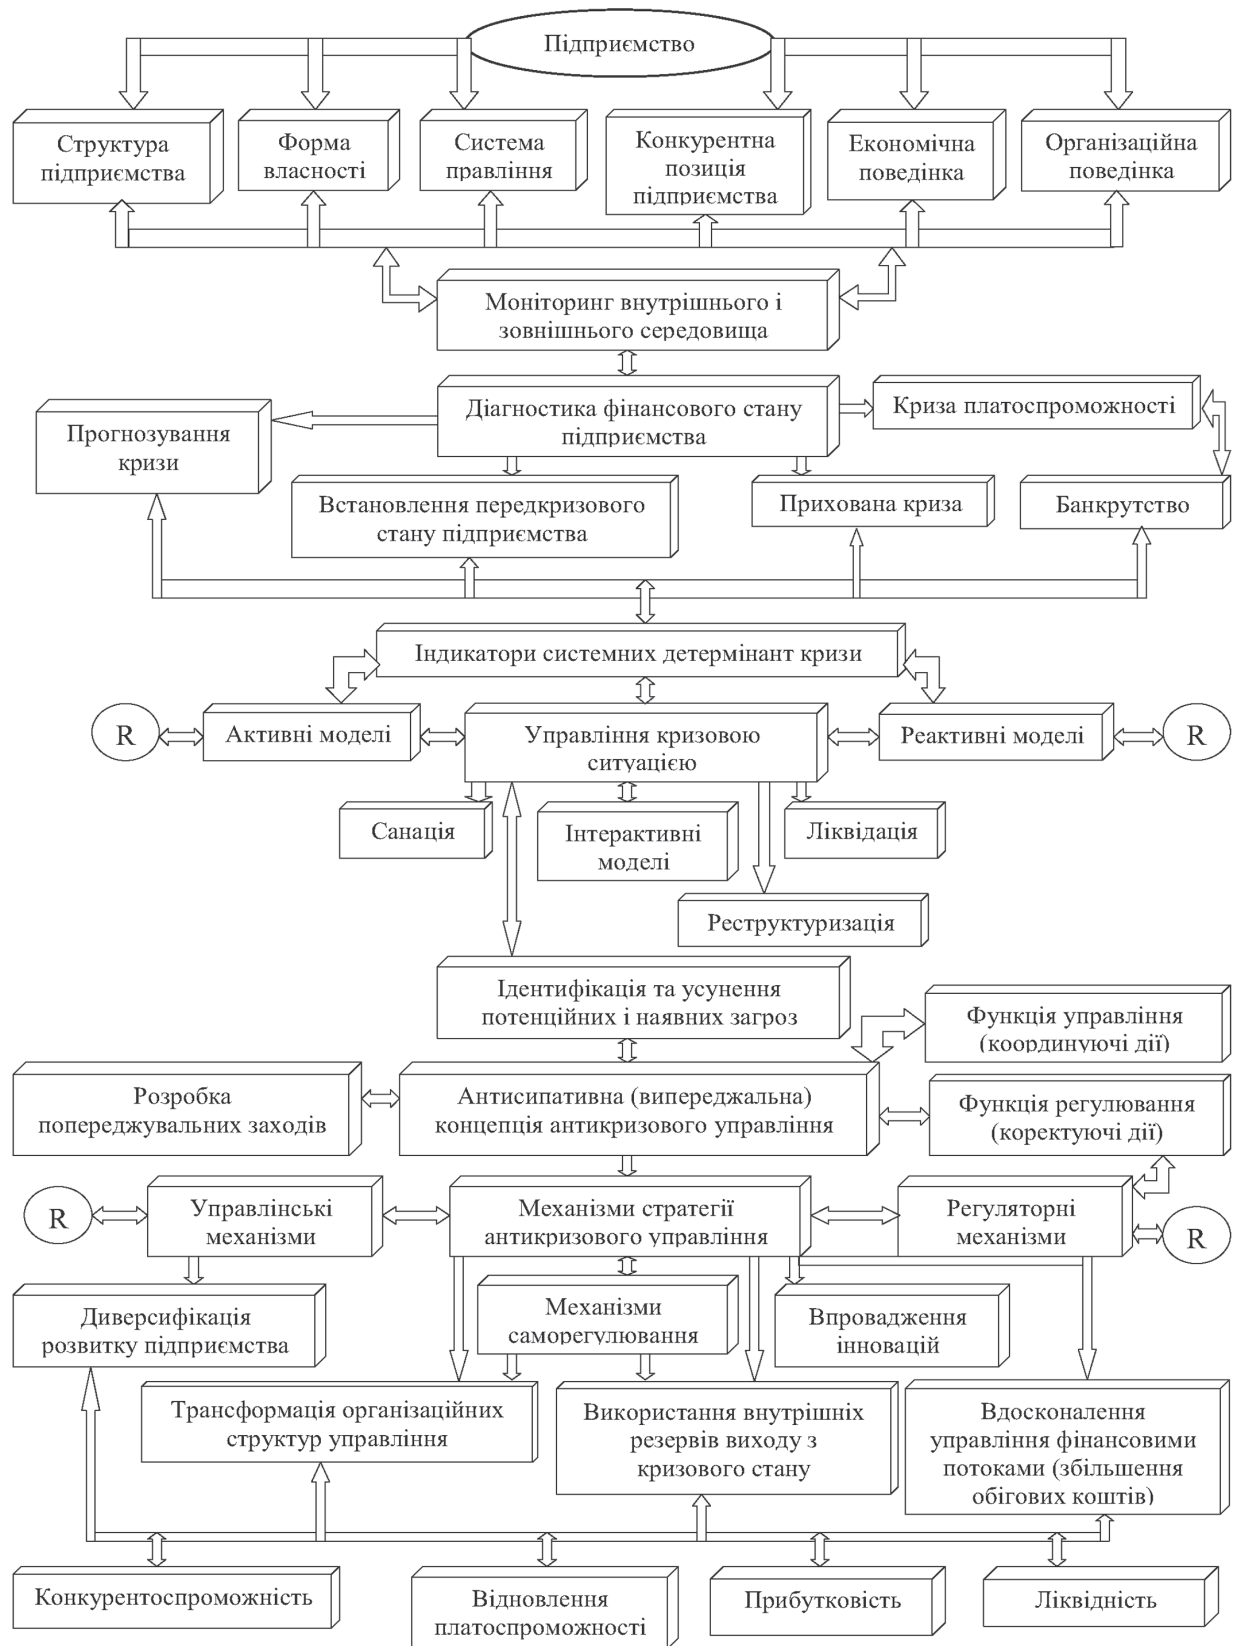 Підприємство
Структура
підприємства
Форма
власності
Система
правління
Конкурентна
позиція
підприємства
Економічна
поведінка
Організаційна
поведінка
Моніторинг внутрішнього і
зовнішнього середовища
Діагностика фінансового стану
підприємства
Криза платоспроможності
Прогнозування
кризи
Встановлення передкризового
стану підприємства
Прихована криза
Банкрутство
Індикатори системних детермінант кризи
R
Активні моделі
Управління кризовою
ситуацією
Реактивні моделі
R
Санація
Інтерактивні
моделі
Ліквідація
Реструктуризація
Ідентифікація та усунення
потенційних і наявних загроз
Функція управління
(координуючі дії)
Розробка
попереджувальних заходів
Антисипативна (випереджальна)
концепція антикризового управління
Функція регулювання
(коректуючі дії)
R
Управлінські
механізми
Механізми стратегії
антикризового управління
Регуляторні
механізми
R
Диверсифікація
розвитку підприємства
Механізми
саморегулювання
Впровадження
інновацій
Трансформація організаційних
структур управління
Використання внутрішніх
резервів виходу з
кризового стану
Вдосконалення
управління фінансовими
потоками (збільшення
обігових коштів)
Конкурентоспроможність
Відновлення
платоспроможності
Прибутковість
Ліквідність